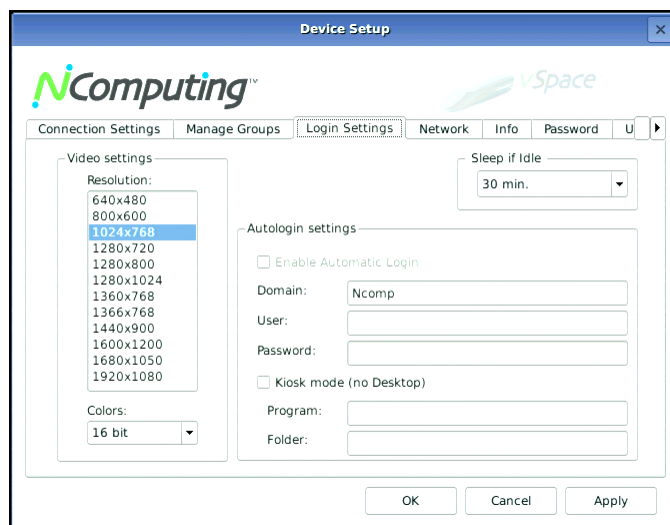 Device Setup
NComputing™
vSpace
Connection Settings
Manage Groups
Login Settings
Network
Info
Password
U
Video settings
Resolution:
640x480
800x600
1024x768
1280x720
1280x800
1280x1024
1360x768
1366x768
1440x900
1600x1200
1680x1050
1920x1080
Colors:
16 bit
Sleep if Idle
30 min.
Autologin settings
Enable Automatic Login
Domain:
Ncomp
User:
Password:
Kiosk mode (no Desktop)
Program:
Folder:
OK
Cancel
Apply